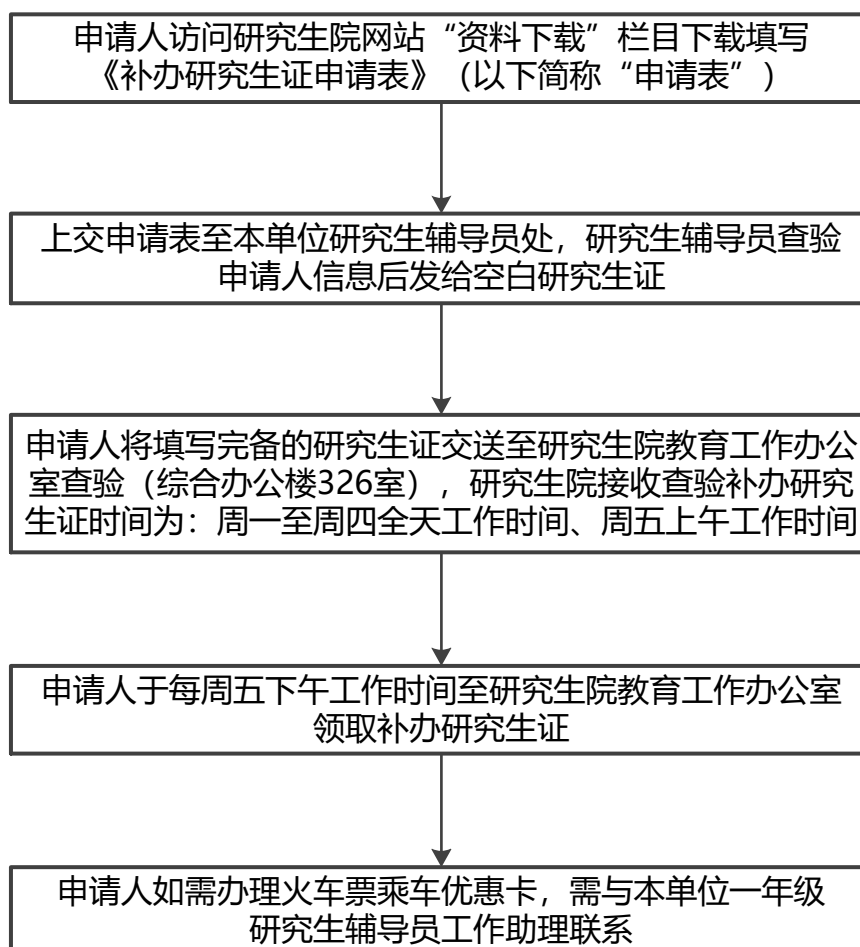 申请人访问研究生院网站“资料下载”栏目下载填写
《补办研究生证申请表》（以下简称“申请表”）
上交申请表至本单位研究生辅导员处，研究生辅导员查验
申请人信息后发给空白研究生证
申请人将填写完备的研究生证交送至研究生院教育工作办公
室查验（综合办公楼326室），研究生院接收查验补办研究
生证时间为：周一至周四全天工作时间、周五上午工作时间
申请人于每周五下午工作时间至研究生院教育工作办公室
领取补办研究生证
申请人如需办理火车票乘车优惠卡，需与本单位一年级
研究生辅导员工作助理联系